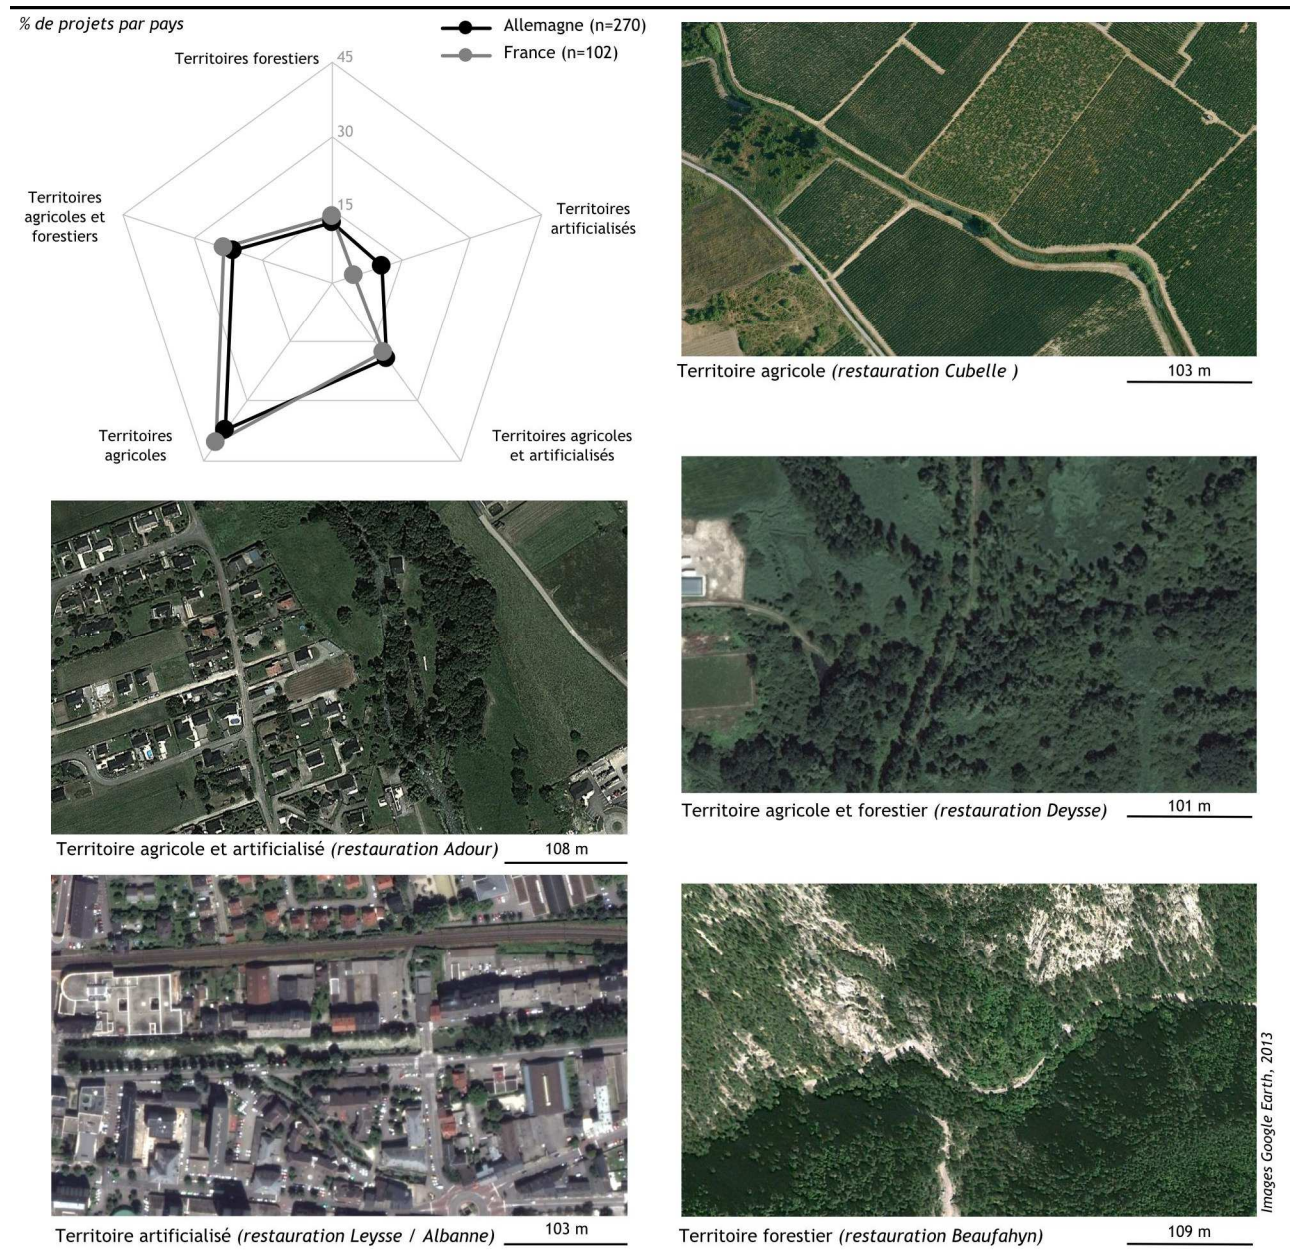 % de projets par pays
Allemagne (n=270)
France (n=102)
Territoires forestiers
45
30
15
Territoires
artificialisés
Territoires
agricoles et
forestiers
Territoires
agricoles
Territoires agricoles
et artificialisés
Territoire agricole (restauration Cubelle )
103 m
Territoire agricole et forestier (restauration Deysse)
101 m
Territoire agricole et artificialisé (restauration Adour)
108 m
Territoire artificialisé (restauration Leysse / Albanne)
103 m
Territoire forestier (restauration Beaufahyn)
109 m
Images Google Earth, 2013